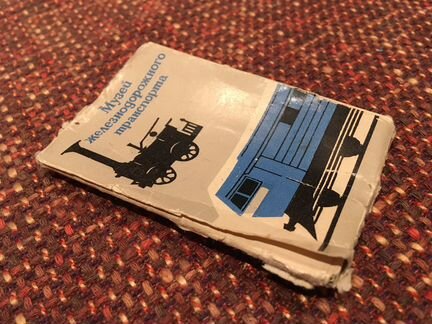 Музей
железнодорожного
транспорта